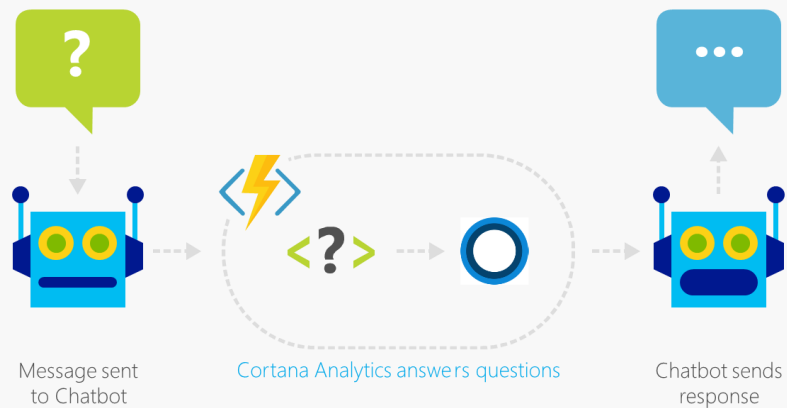 ?
...
<?>
Message sent
to Chatbot
Cortana Analytics answers questions
Chatbot sends
response